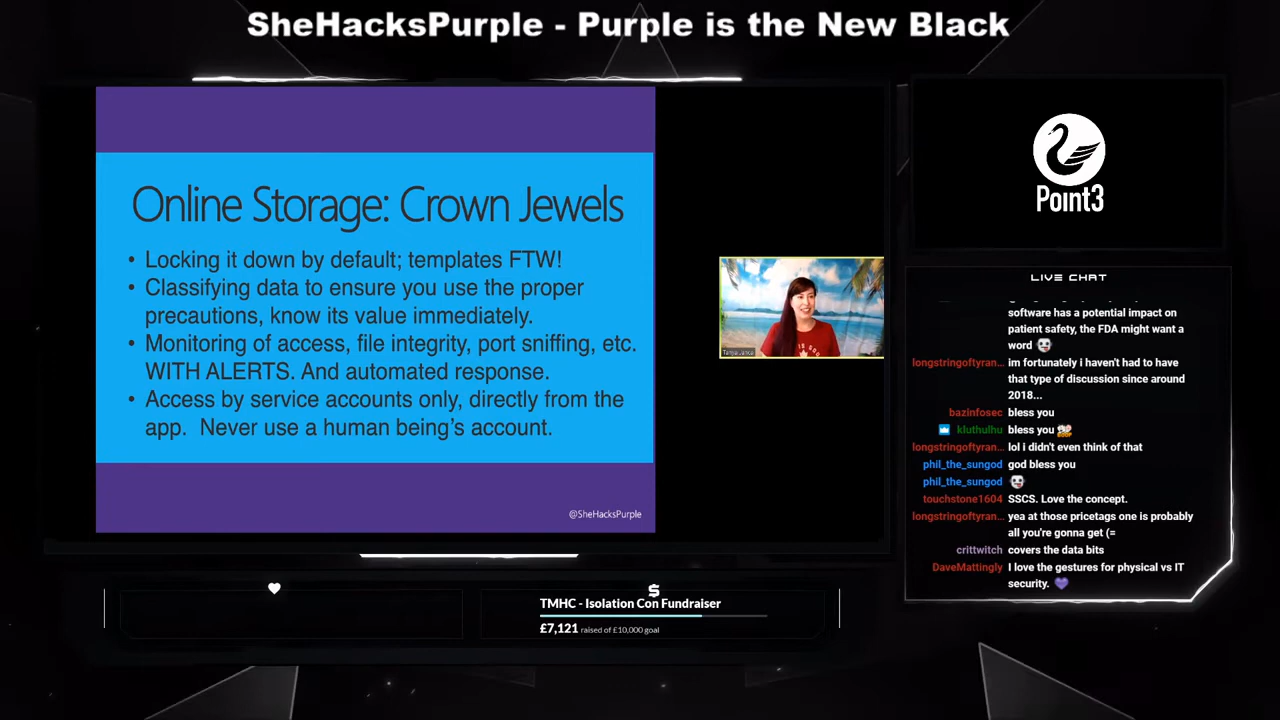 SheHacksPurple - Purple is the New Black
Online Storage: Crown Jewels
• Locking it down by default; templates FTW!
• Classifying data to ensure you use the proper
precautions, know its value immediately.
• Monitoring of access, file integrity, port sniffing, etc.
WITH ALERTS. And automated response.
• Access by service accounts only, directly from the
app.  Never use a human being's account.
@SheHacksPurple
Point3
LIVE CHAT
software has a potential impact on
patient safety, the FDA might want a
word
longstringoftyran... im fortunately i haven't had to have
that type of discussion since around
2018...
bazinfosec bless you
kluthulhu bless you
longstringoftyran... lol i didn't even think of that
phil_the_sungod god bless you
phil_the_sungod
touchstone1604 SSCS. Love the concept.
longstringoftyran... yea at those pricetags one is probably
all you're gonna get (=
crittwitch covers the data bits
DaveMattingly I love the gestures for physical vs IT
security.
TMHC - Isolation Con Fundraiser
£7,121 raised of £10,000 goal